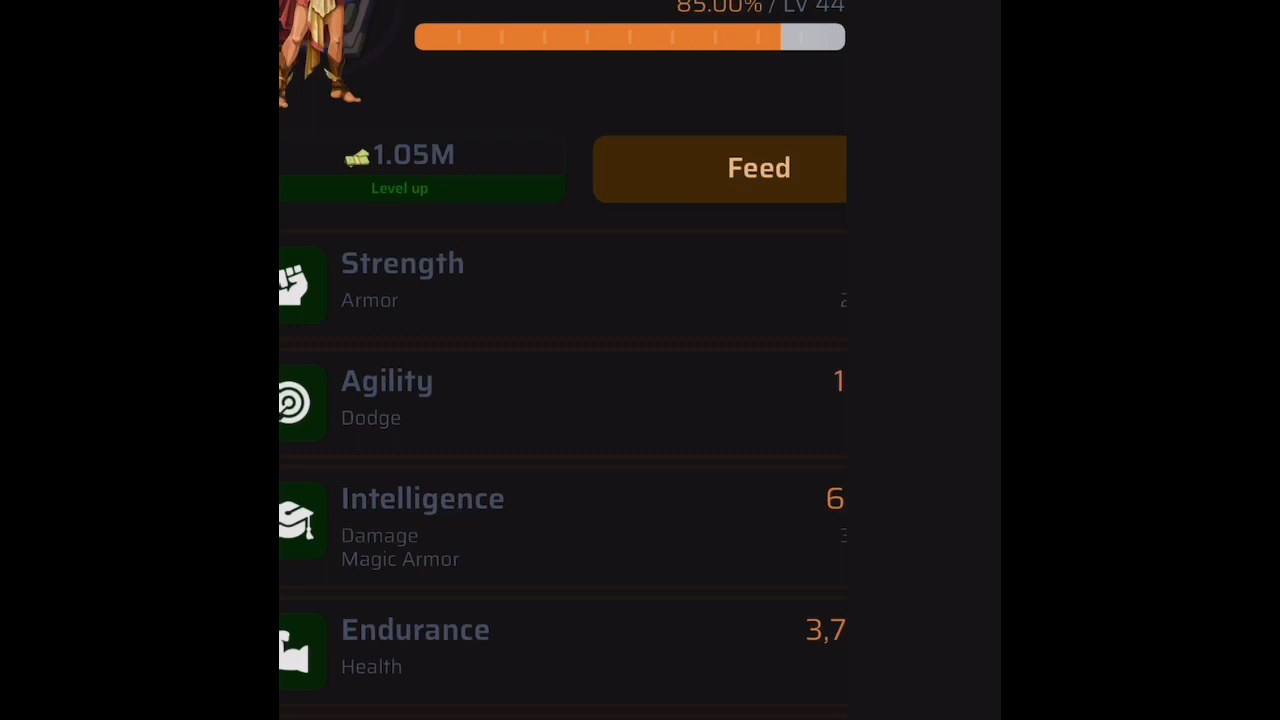 85.00% / LV 44
1.05M
Level up
Feed
Strength
Armor
Agility
1
Dodge
Intelligence
6
Damage
Magic Armor
Endurance
3,7
Health